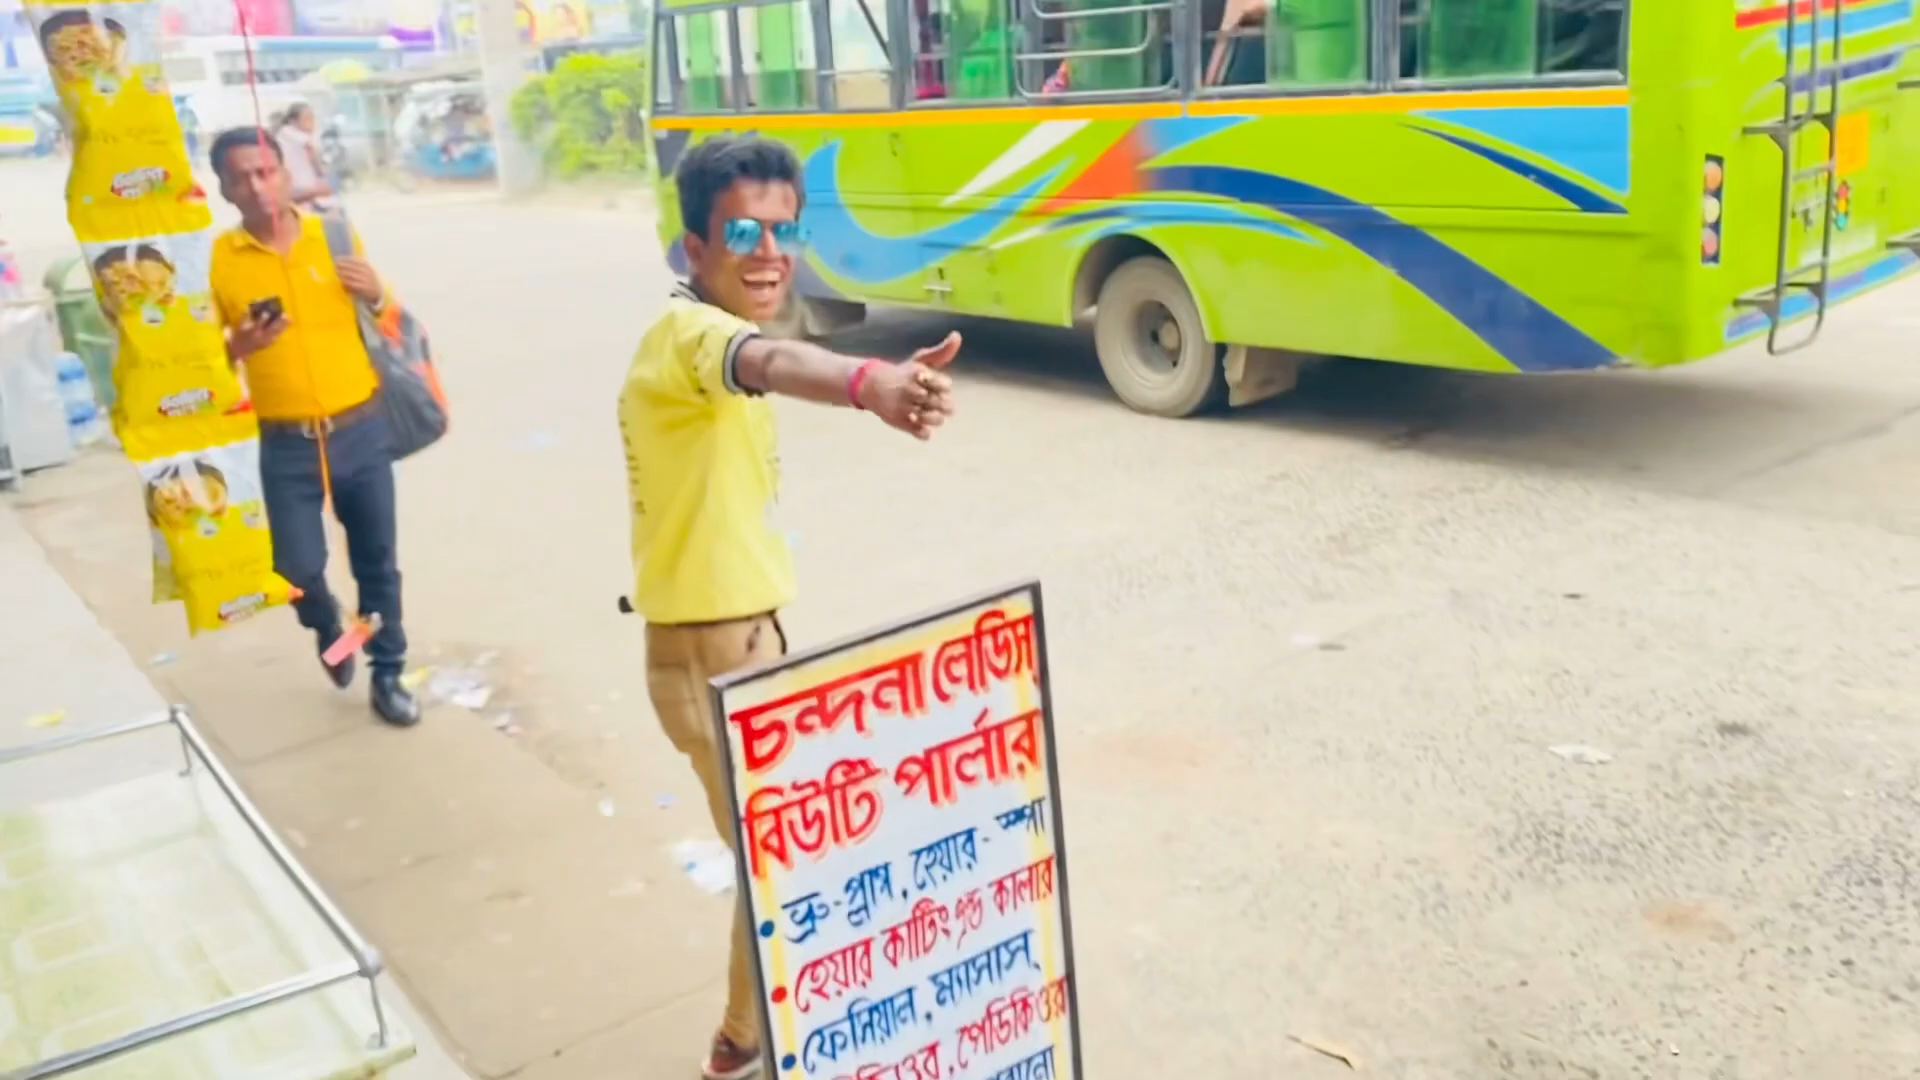 চন্দনা লেডিস্
বিউটি পার্লার
• ভ্রু-প্লাগ, হেয়ার-স্পা
• হেয়ার কাটিং এন্ড কালার
• ফেসিয়াল, ম্যাসাস্
পেডিকিওর